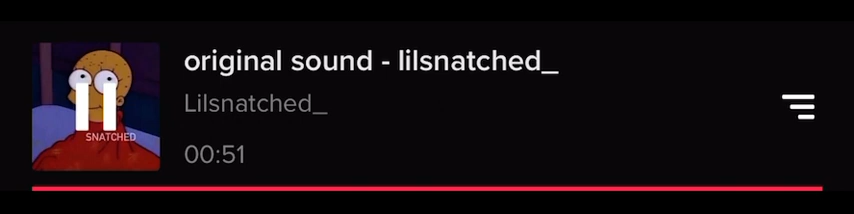 original sound - lilsnatched_
Lilsnatched_
SNATCHED
00:51